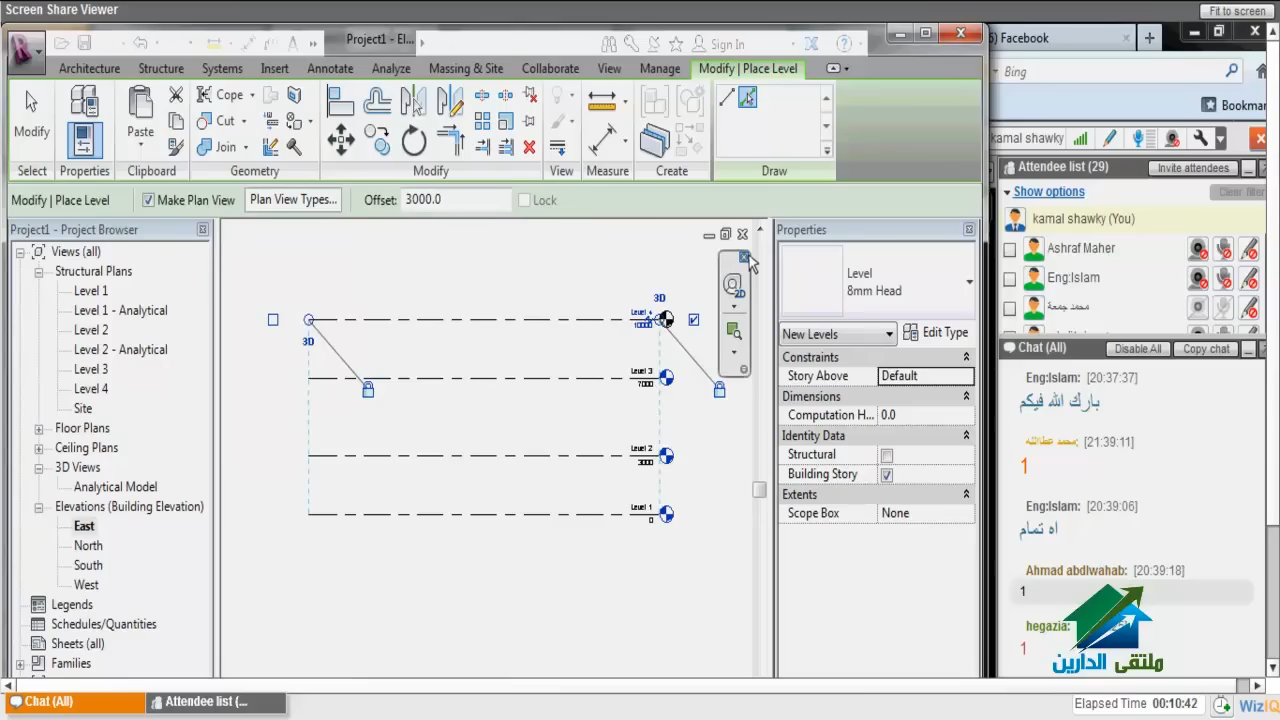 Screen Share Viewer
Fit to screen
Project1 - El...
Sign In
Facebook
Architecture
Structure
Systems
Insert
Annotate
Analyze
Massing & Site
Collaborate
View
Manage
Modify | Place Level
Bing
Bookmar
Modify
Paste
Cope
Cut
Join
Select
Properties
Clipboard
Geometry
Modify
View
Measure
Create
Draw
kamal shawky
Attendee list (29)
Invite attendees
Show options
Clear filter
Modify | Place Level
Make Plan View
Plan View Types...
Offset:
3000.0
Lock
Project1 - Project Browser
Views (all)
Structural Plans
Level 1
Level 1 - Analytical
Level 2
Level 2 - Analytical
Level 3
Level 4
Site
Floor Plans
Ceiling Plans
3D Views
Analytical Model
Elevations (Building Elevation)
East
North
South
West
Legends
Schedules/Quantities
Sheets (all)
Families
2D
3D
Level 4
10000
3D
Level 3
7000
Level 2
3000
Level 1
0
Properties
Level
8mm Head
New Levels
Edit Type
Constraints
Story Above
Default
Dimensions
Computation H...
0.0
Identity Data
Structural
Building Story
Extents
Scope Box
None
kamal shawky (You)
Ashraf Maher
Eng:Islam
محمد جمعة
Chat (All)
Disable All
Copy chat
Eng:Islam: [20:37:37]
بارك الله فيكم
محمد عطاالله: [21:39:11]
1
Eng:Islam: [20:39:06]
اه تمام
Ahmad abdlwahab: [20:39:18]
1
hegazia:
1
ملتقى الدارين
Chat (All)
Attendee list (...
Elapsed Time 00:10:42
WizIQ